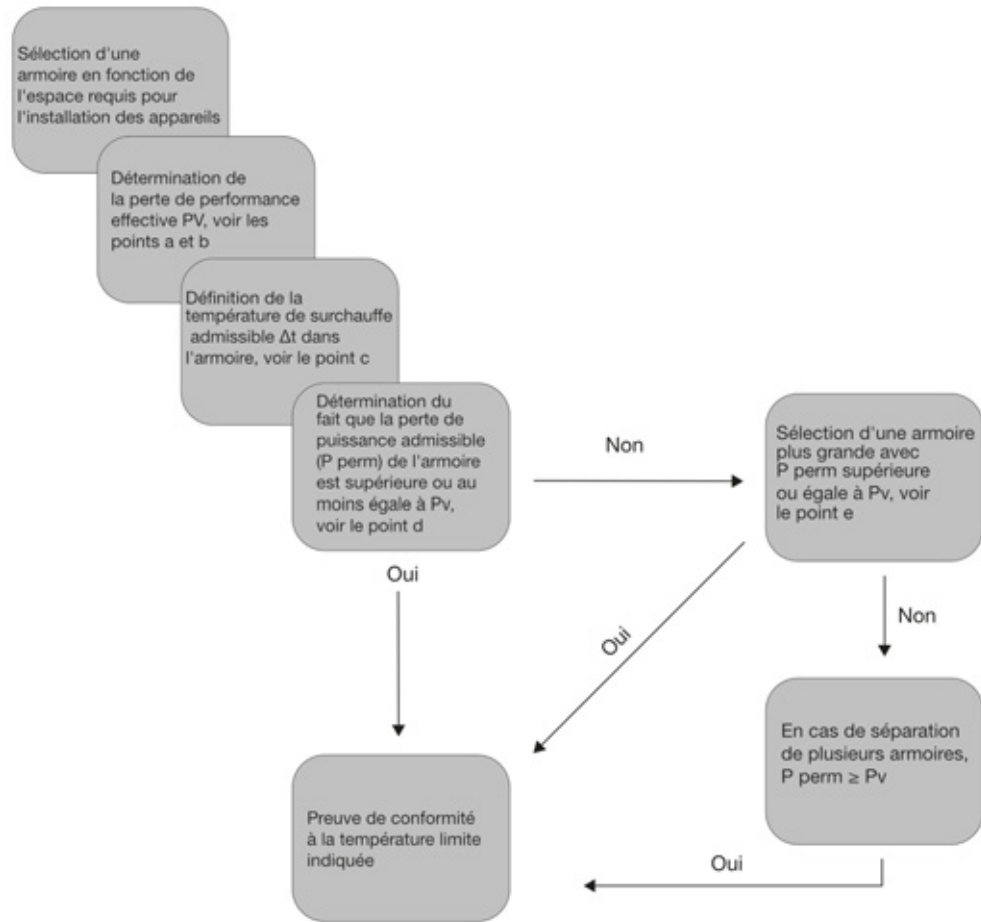 Sélection d'une
armoire en fonction de
l'espace requis pour
l'installation des appareils
Détermination de
la perte de performance
effective PV, voir les
points a et b
Définition de la
température de surchauffe
admissible Δt dans
l'armoire, voir le point c
Détermination du
fait que la perte de
puissance admissible
(P perm) de l'armoire
est supérieure ou au
moins égale à Pv,
voir le point d
Non
Sélection d'une armoire
plus grande avec
P perm supérieure
ou égale à Pv, voir
le point e
Oui
Oui
Non
En cas de séparation
de plusieurs armoires,
P perm ≥ Pv
Preuve de conformité
à la température limite
indiquée
Oui